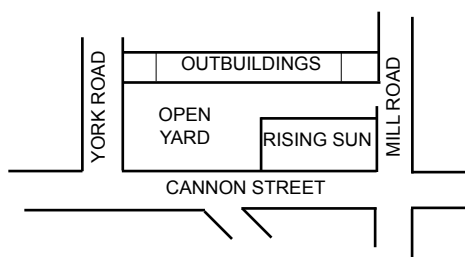 OUTBUILDINGS
YORK ROAD
MILL ROAD
OPEN
YARD
RISING SUN
CANNON STREET